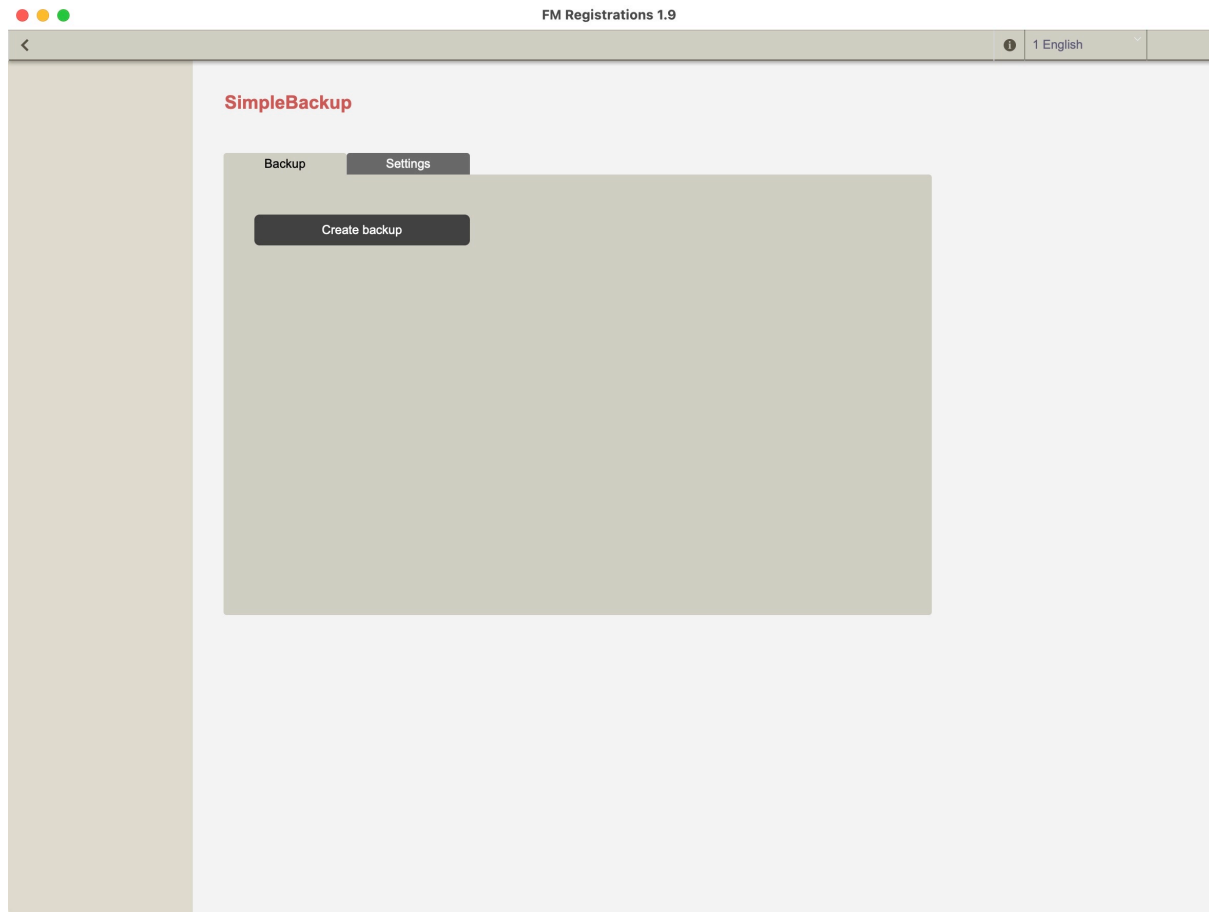 FM Registrations 1.9
1 English
SimpleBackup
Backup
Settings
Create backup